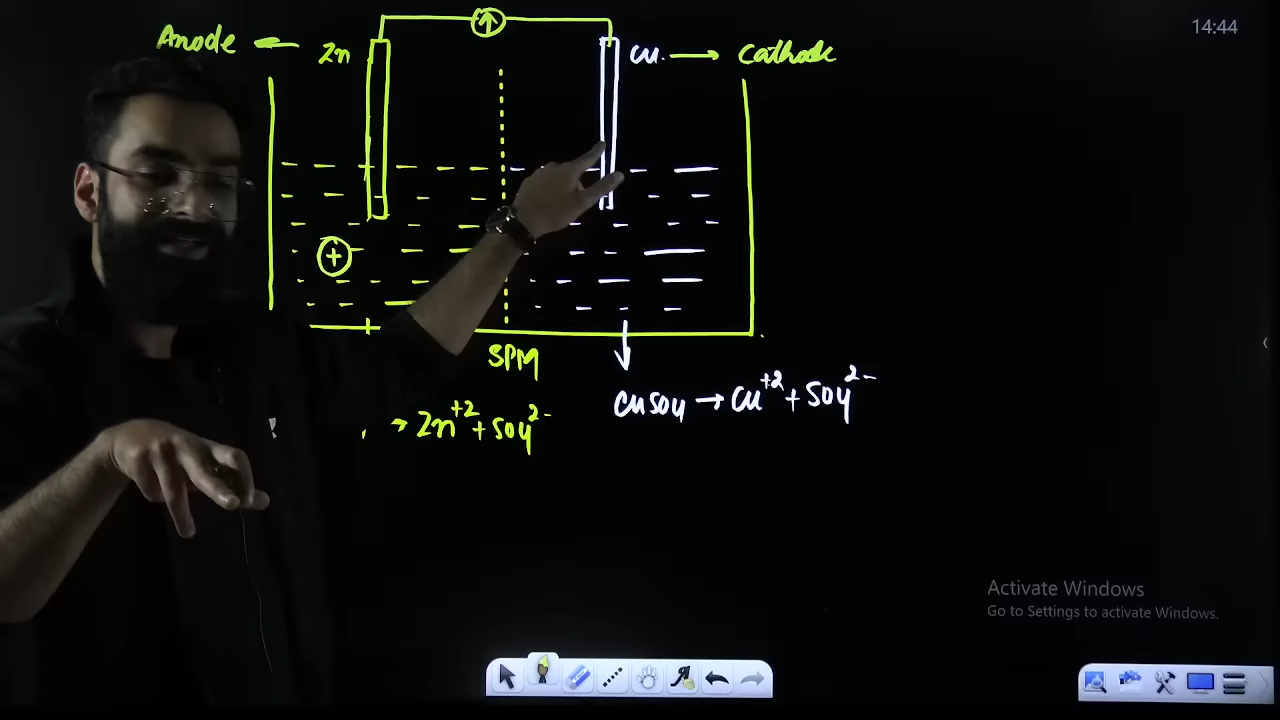 14:44
Anode ← Zn
Cu. → Cathode
+
SPM
→ Zn⁺² + SO4²⁻
CuSO4 → Cu⁺² + SO4²⁻
Activate Windows
Go to Settings to activate Windows.